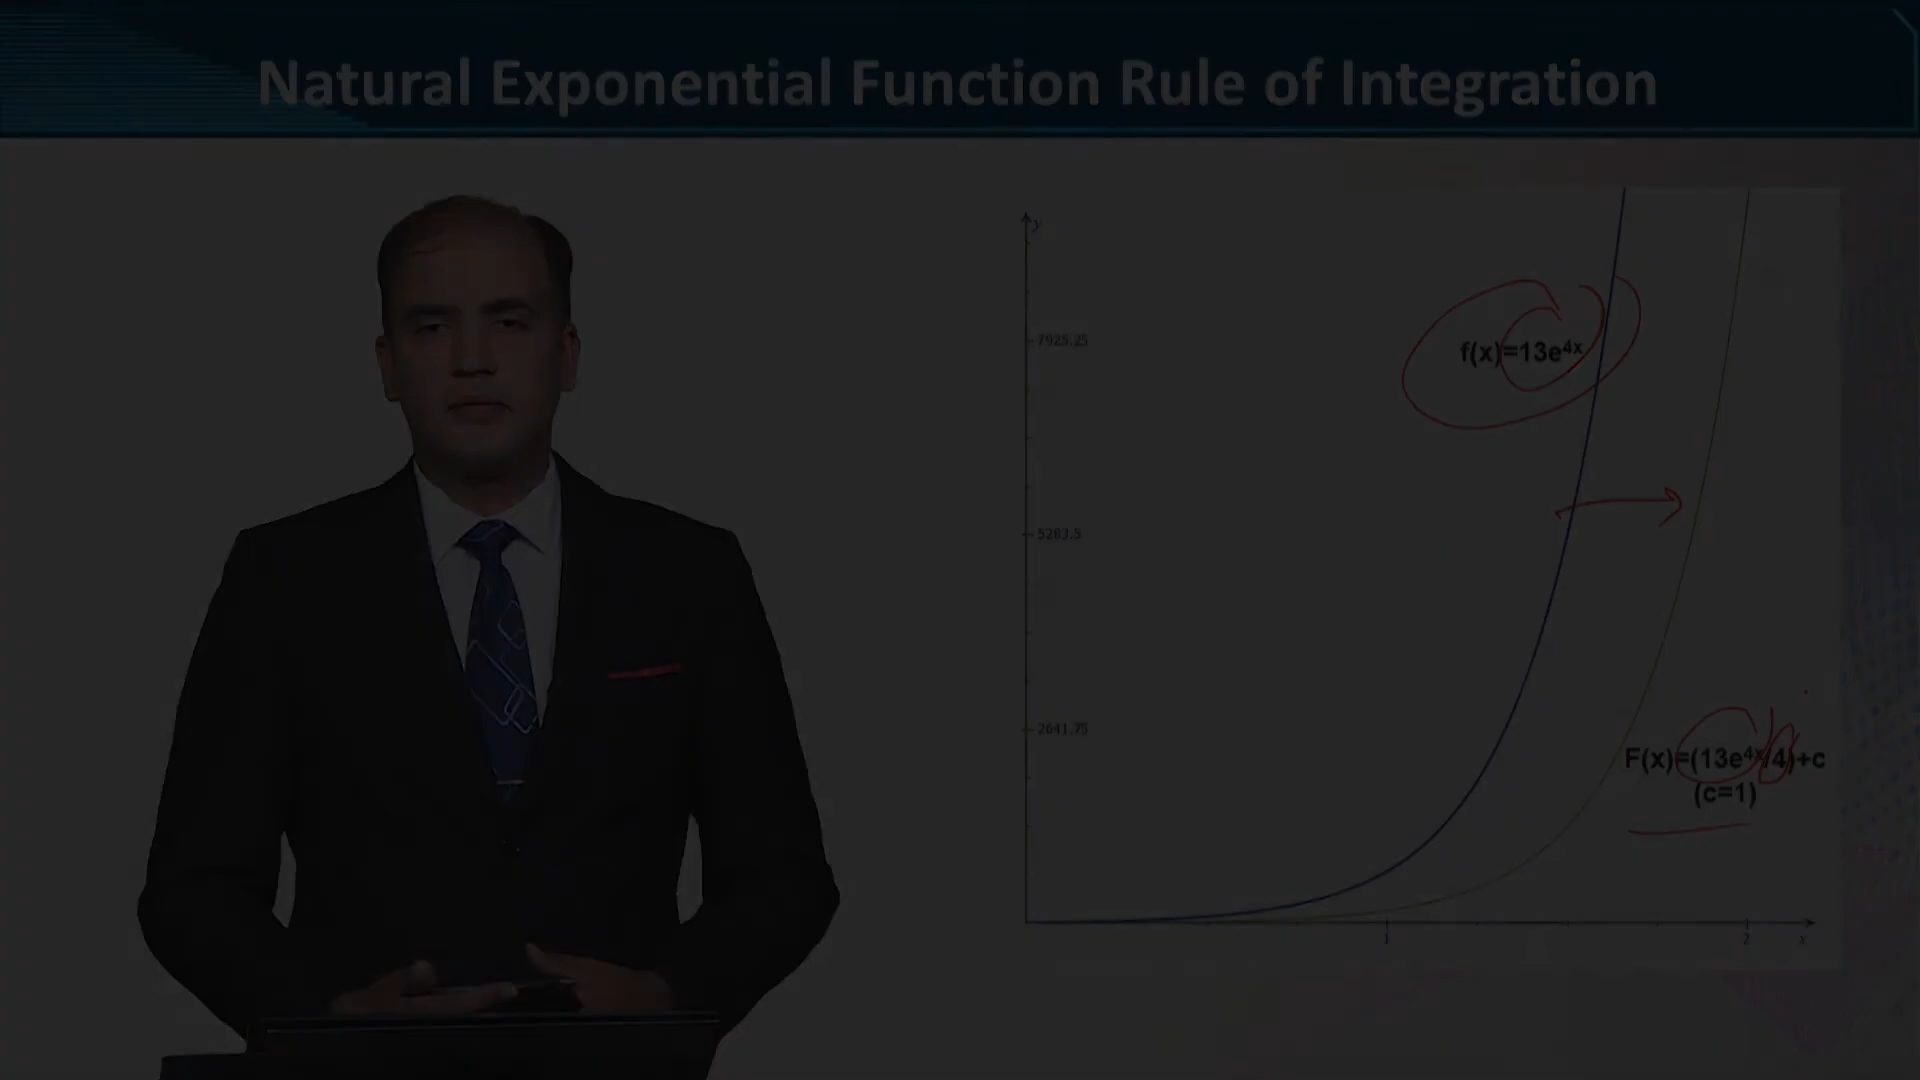 Natural Exponential Function Rule of Integration
y
7925.25
f(x)=13e⁴ˣ
5283.5
2641.75
F(x)=(13e⁴ˣ/4)+c
(c=1)
1
2
x